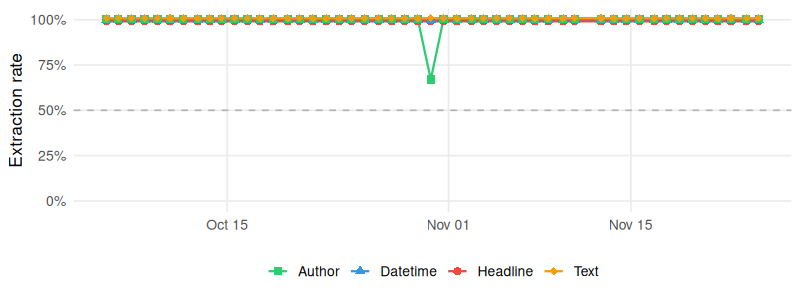 Extraction rate
100%
75%
50%
25%
0%
Oct 15 Nov 01 Nov 15
Author Datetime Headline Text